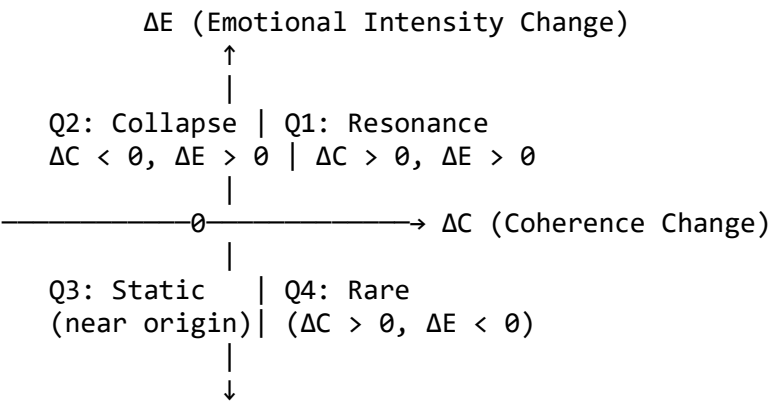 ΔE (Emotional Intensity Change)
↑
|
Q2: Collapse | Q1: Resonance
ΔC < 0, ΔE > 0 | ΔC > 0, ΔE > 0
|
────────────0─────────────→ ΔC (Coherence Change)
|
Q3: Static | Q4: Rare
(near origin)| (ΔC > 0, ΔE < 0)
|
↓